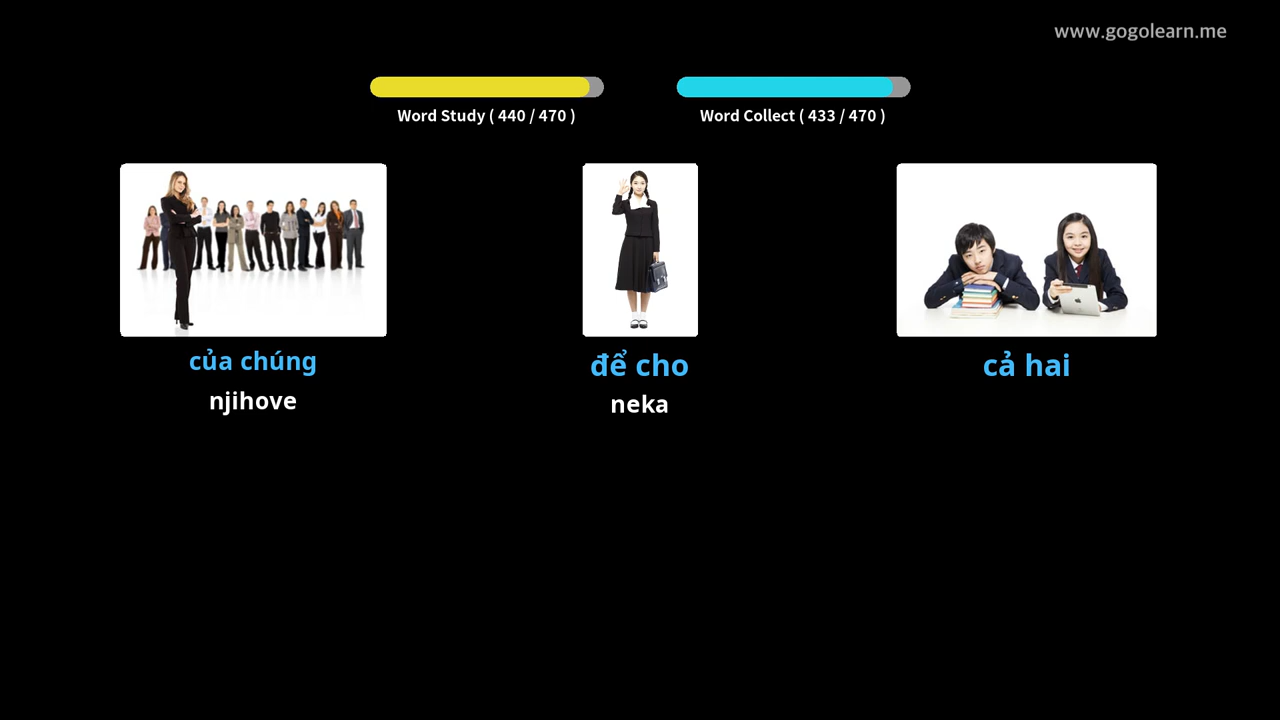 www.gogolearn.me
Word Study ( 440 / 470 )
Word Collect ( 433 / 470 )
của chúng
njihove
để cho
neka
cả hai